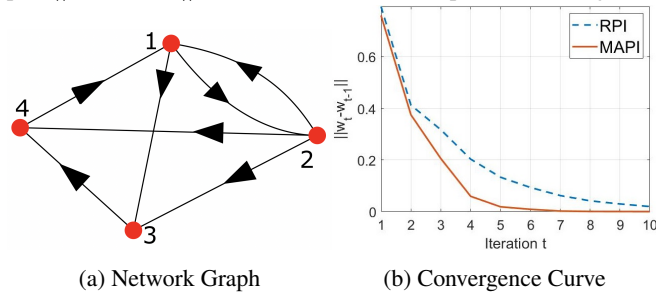 1
4
2
3
(a) Network Graph
||w_t-w_{t-1}||
0.6
0.4
0.2
0
RPI
MAPI
1 2 3 4 5 6 7 8 9 10
Iteration t
(b) Convergence Curve